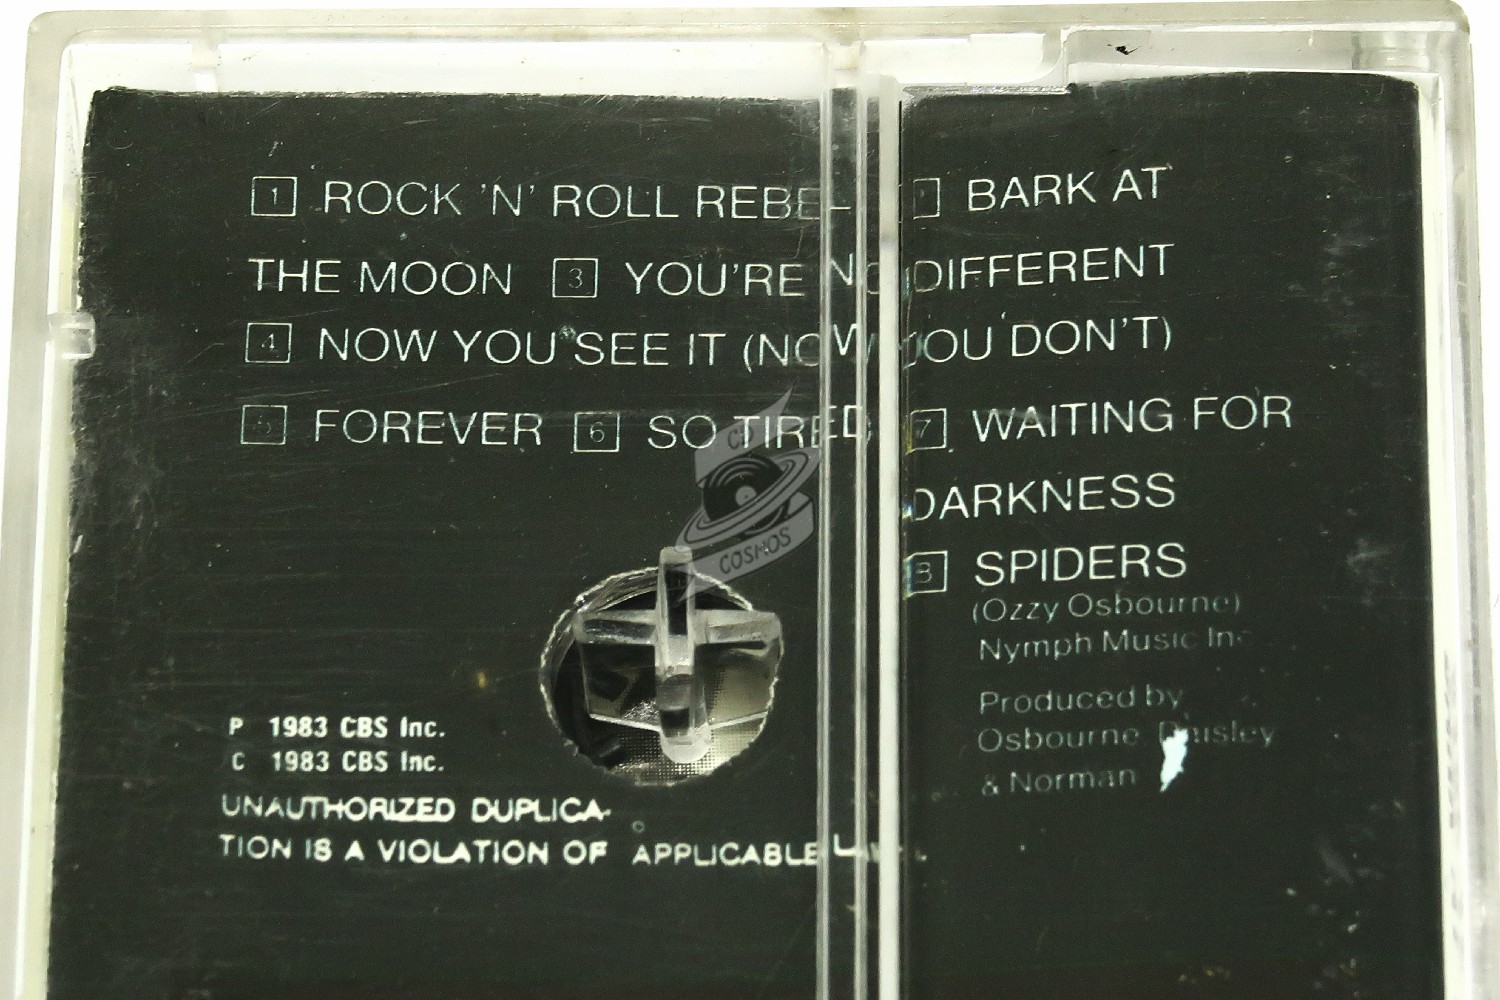 1 ROCK 'N' ROLL REBEL BARK AT
THE MOON 3 YOU'RE NO DIFFERENT
4 NOW YOU SEE IT (NOW YOU DON'T)
5 FOREVER 6 SO TIRED 7 WAITING FOR
DARKNESS
8 SPIDERS
(Ozzy Osbourne)
Nymph Music Inc
Produced by
Osbourne Daisley
& Norman
P 1983 CBS Inc.
C 1983 CBS Inc.
UNAUTHORIZED DUPLICA-
TION IS A VIOLATION OF APPLICABLE
CD
COSMOS